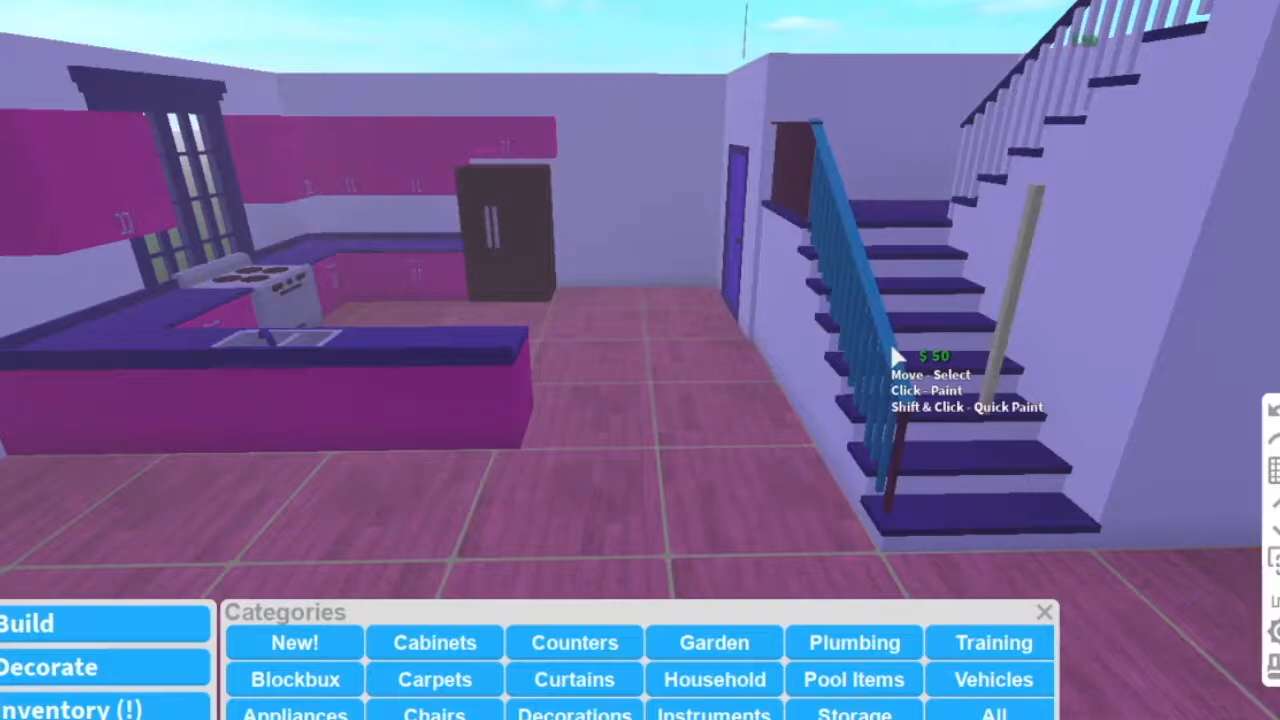 $ 50
Move - Select
Click - Paint
Shift & Click - Quick Paint
Build
Decorate
Inventory (!)
Categories
New! Cabinets Counters Garden Plumbing Training
Blockbux Carpets Curtains Household Pool Items Vehicles
Appliances Chairs Decorations Instruments Storage All